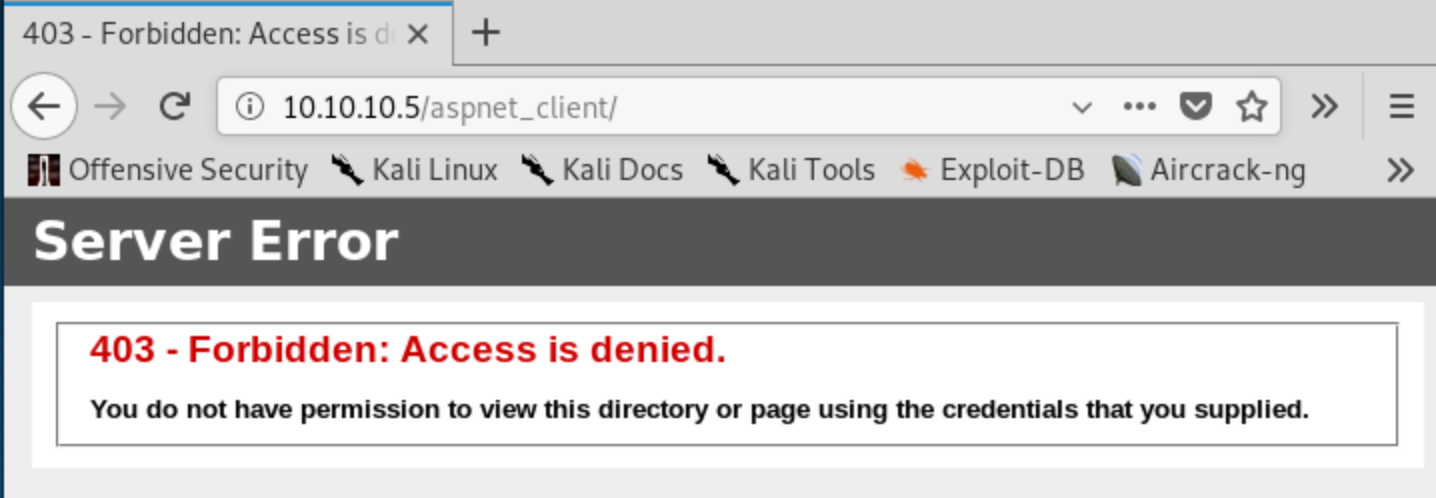 403 - Forbidden: Access is de
10.10.10.5/aspnet_client/
Offensive Security Kali Linux Kali Docs Kali Tools Exploit-DB Aircrack-ng
Server Error
403 - Forbidden: Access is denied.
You do not have permission to view this directory or page using the credentials that you supplied.